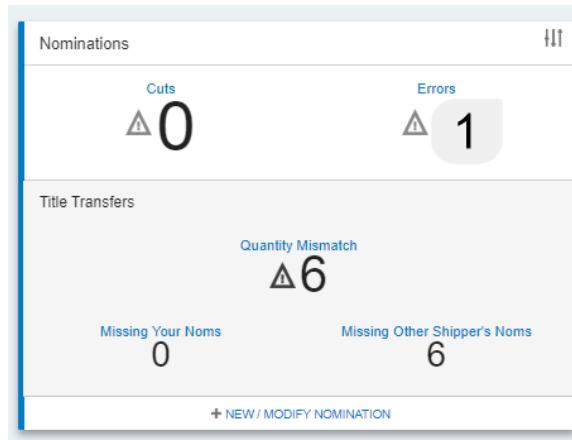 Nominations
Cuts Errors
0 1
Title Transfers
Quantity Mismatch
6
Missing Your Noms Missing Other Shipper's Noms
0 6
+ NEW / MODIFY NOMINATION